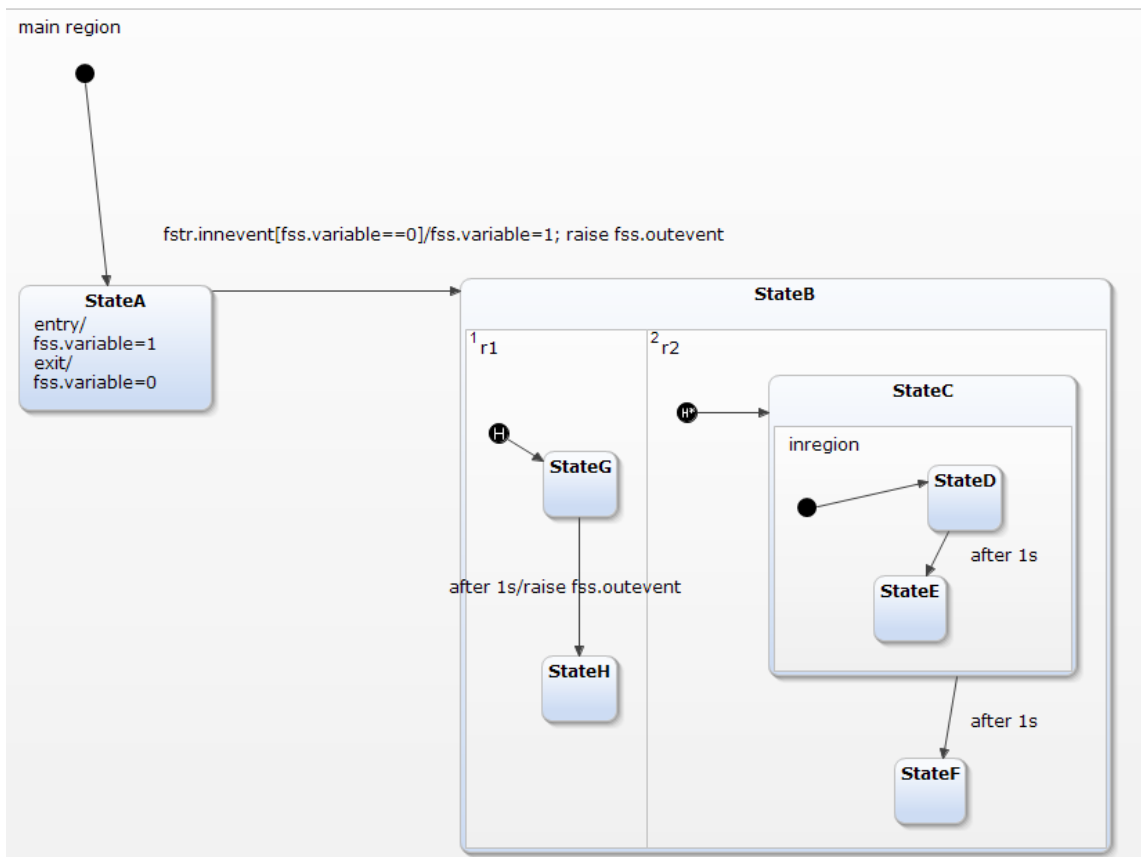 main region
fstr.innevent[fss.variable==0]/fss.variable=1; raise fss.outevent
StateA
entry/
fss.variable=1
exit/
fss.variable=0
StateB
1
r1
2
r2
H
StateG
after 1s/raise fss.outevent
StateH
H*
StateC
inregion
StateD
after 1s
StateE
after 1s
StateF